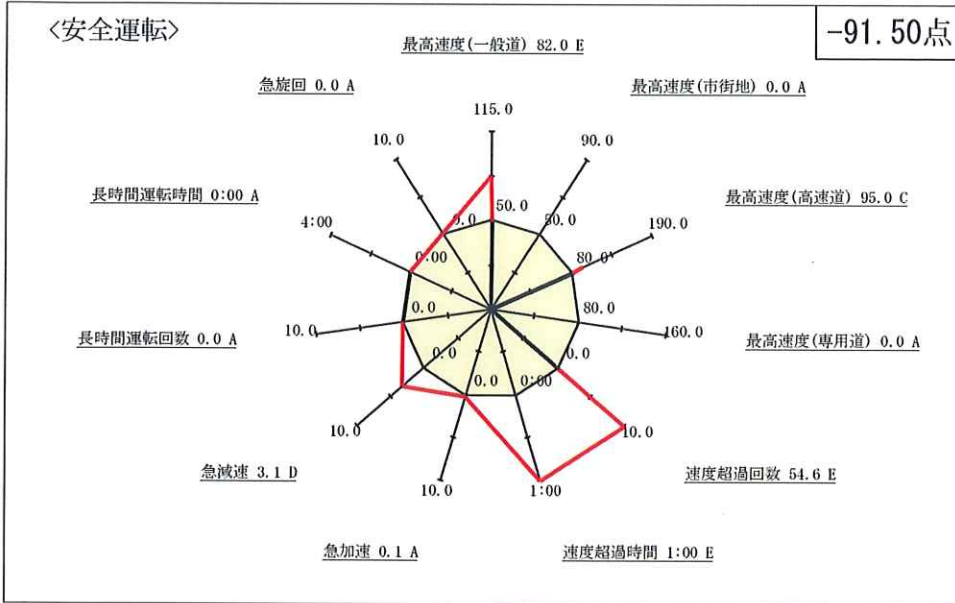 <安全運転>
-91.50点
最高速度(一般道) 82.0 E
急旋回 0.0 A
最高速度(市街地) 0.0 A
115.0
10.0
90.0
長時間運転時間 0:00 A
最高速度(高速道) 95.0 C
4:00
190.0
50.0
0.0
30.0
0:00
80.0
0.0
80.0
10.0
160.0
長時間運転回数 0.0 A
最高速度(専用道) 0.0 A
0.0
0.0
0.0
0:00
10.0
10.0
急減速 3.1 D
速度超過回数 54.6 E
10.0
1:00
急加速 0.1 A
速度超過時間 1:00 E